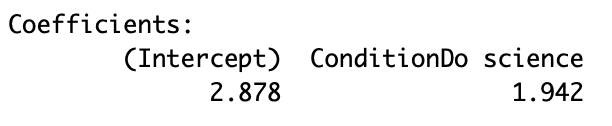 Coefficients:
(Intercept) ConditionDo science
2.878 1.942